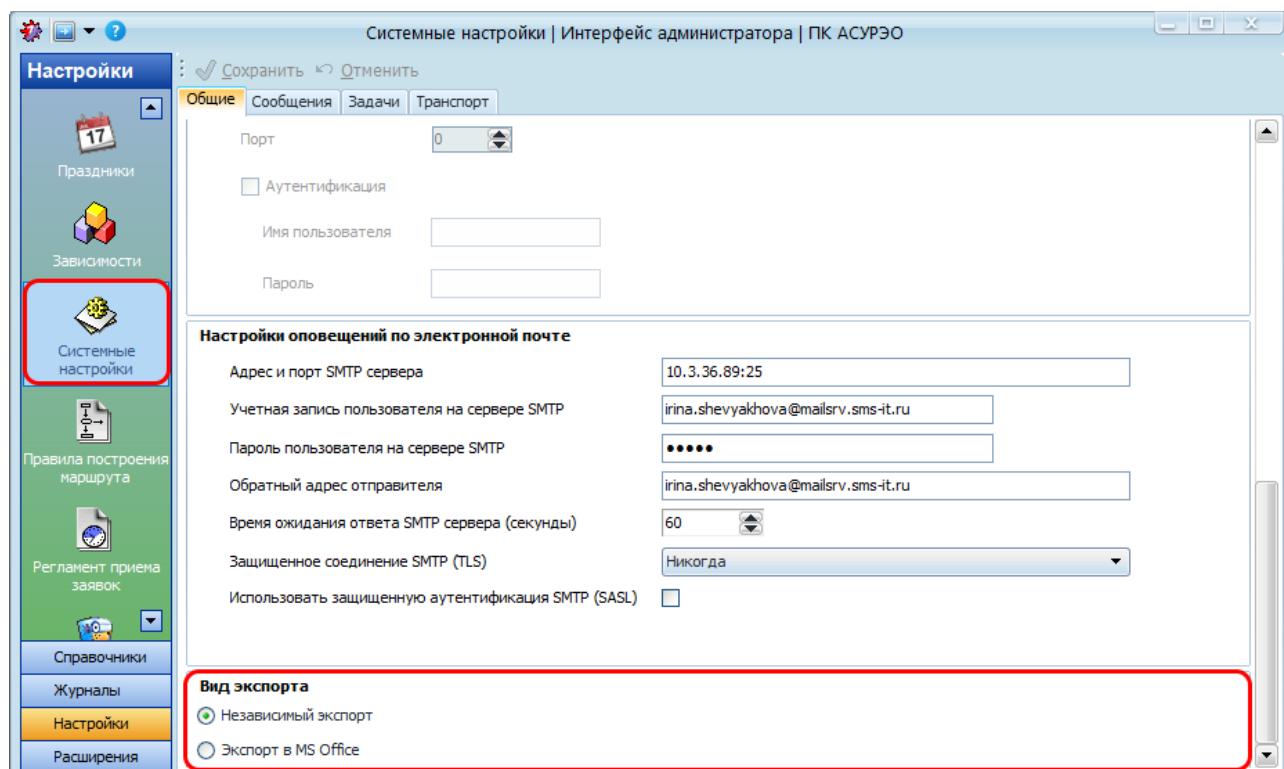 Системные настройки | Интерфейс администратора | ПК АСУРЭО
Настройки
Сохранить Отменить
Общие Сообщения Задачи Транспорт
17
Праздники
Зависимости
Системные
настройки
Правила построения
маршрута
Регламент приема
заявок
Справочники
Журналы
Настройки
Расширения
Порт 0
Аутентификация
Имя пользователя
Пароль
Настройки оповещений по электронной почте
Адрес и порт SMTP сервера 10.3.36.89:25
Учетная запись пользователя на сервере SMTP irina.shevyakhova@mailsrv.sms-it.ru
Пароль пользователя на сервере SMTP •••••
Обратный адрес отправителя irina.shevyakhova@mailsrv.sms-it.ru
Время ожидания ответа SMTP сервера (секунды) 60
Защищенное соединение SMTP (TLS) Никогда
Использовать защищенную аутентификация SMTP (SASL)
Вид экспорта
Независимый экспорт
Экспорт в MS Office